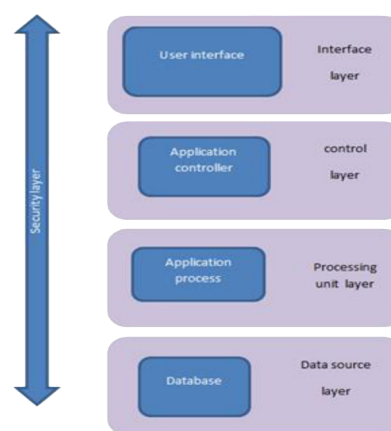 Security layer
User interface
Interface
layer
Application
controller
control
layer
Application
process
Processing
unit layer
Database
Data source
layer